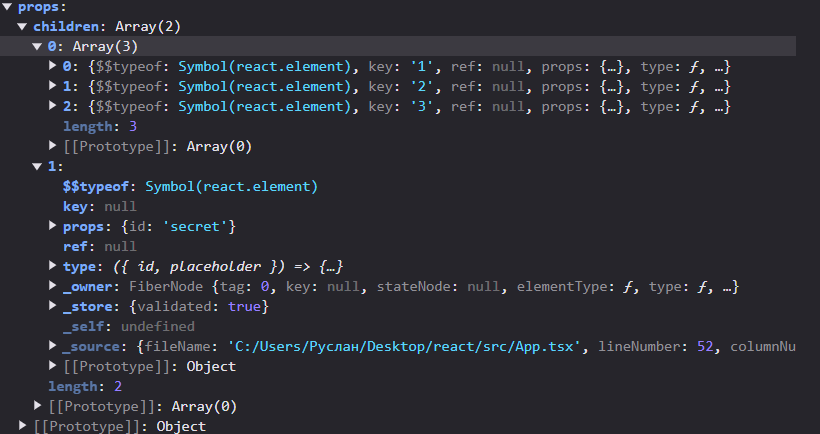 props:
children: Array(2)
0: Array(3)
0: {$$typeof: Symbol(react.element), key: '1', ref: null, props: {…}, type: ƒ, …}
1: {$$typeof: Symbol(react.element), key: '2', ref: null, props: {…}, type: ƒ, …}
2: {$$typeof: Symbol(react.element), key: '3', ref: null, props: {…}, type: ƒ, …}
length: 3
[[Prototype]]: Array(0)
1:
$$typeof: Symbol(react.element)
key: null
props: {id: 'secret'}
ref: null
type: ({ id, placeholder }) => {…}
_owner: FiberNode {tag: 0, key: null, stateNode: null, elementType: ƒ, type: ƒ, …}
_store: {validated: true}
_self: undefined
_source: {fileName: 'C:/Users/Руслан/Desktop/react/src/App.tsx', lineNumber: 52, columnNu
[[Prototype]]: Object
length: 2
[[Prototype]]: Array(0)
[[Prototype]]: Object